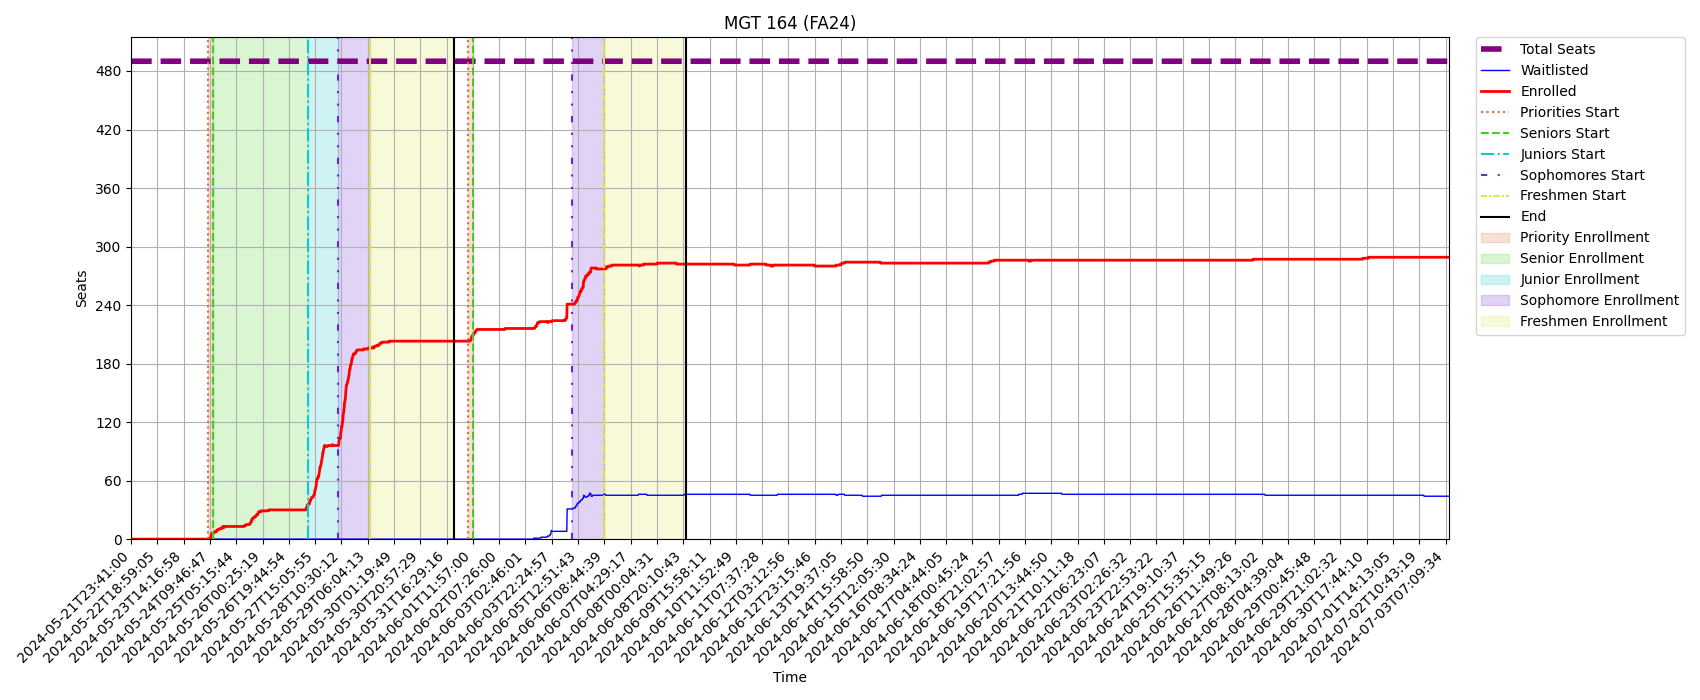 MGT 164 (FA24)
Total Seats
Waitlisted
Enrolled
Priorities Start
Seniors Start
Juniors Start
Sophomores Start
Freshmen Start
End
Priority Enrollment
Senior Enrollment
Junior Enrollment
Sophomore Enrollment
Freshmen Enrollment
Seats
480
420
360
300
240
180
120
60
0
2024-05-21T23:41:00
2024-05-22T18:59:05
2024-05-23T14:16:58
2024-05-24T09:46:47
2024-05-25T05:15:44
2024-05-26T00:25:19
2024-05-26T19:44:54
2024-05-27T15:05:55
2024-05-28T10:30:12
2024-05-29T06:04:13
2024-05-30T01:19:49
2024-05-30T20:57:29
2024-05-31T16:29:16
2024-06-01T11:57:00
2024-06-02T07:26:00
2024-06-03T02:46:01
2024-06-03T22:24:57
2024-06-05T12:51:43
2024-06-06T08:44:39
2024-06-07T04:29:17
2024-06-08T00:04:31
2024-06-08T20:10:43
2024-06-09T15:58:11
2024-06-10T11:52:49
2024-06-11T07:37:28
2024-06-12T03:12:56
2024-06-12T23:15:46
2024-06-13T19:37:05
2024-06-14T15:58:50
2024-06-15T12:05:30
2024-06-16T08:34:24
2024-06-17T04:44:05
2024-06-18T00:45:24
2024-06-18T21:02:57
2024-06-19T17:21:56
2024-06-20T13:44:50
2024-06-21T10:11:18
2024-06-22T06:23:07
2024-06-23T02:26:32
2024-06-23T22:53:22
2024-06-24T19:10:37
2024-06-25T15:35:15
2024-06-26T11:49:26
2024-06-27T08:13:02
2024-06-28T04:39:04
2024-06-29T00:45:48
2024-06-29T21:02:32
2024-06-30T17:44:10
2024-07-01T14:13:05
2024-07-02T10:43:19
2024-07-03T07:09:34
Time